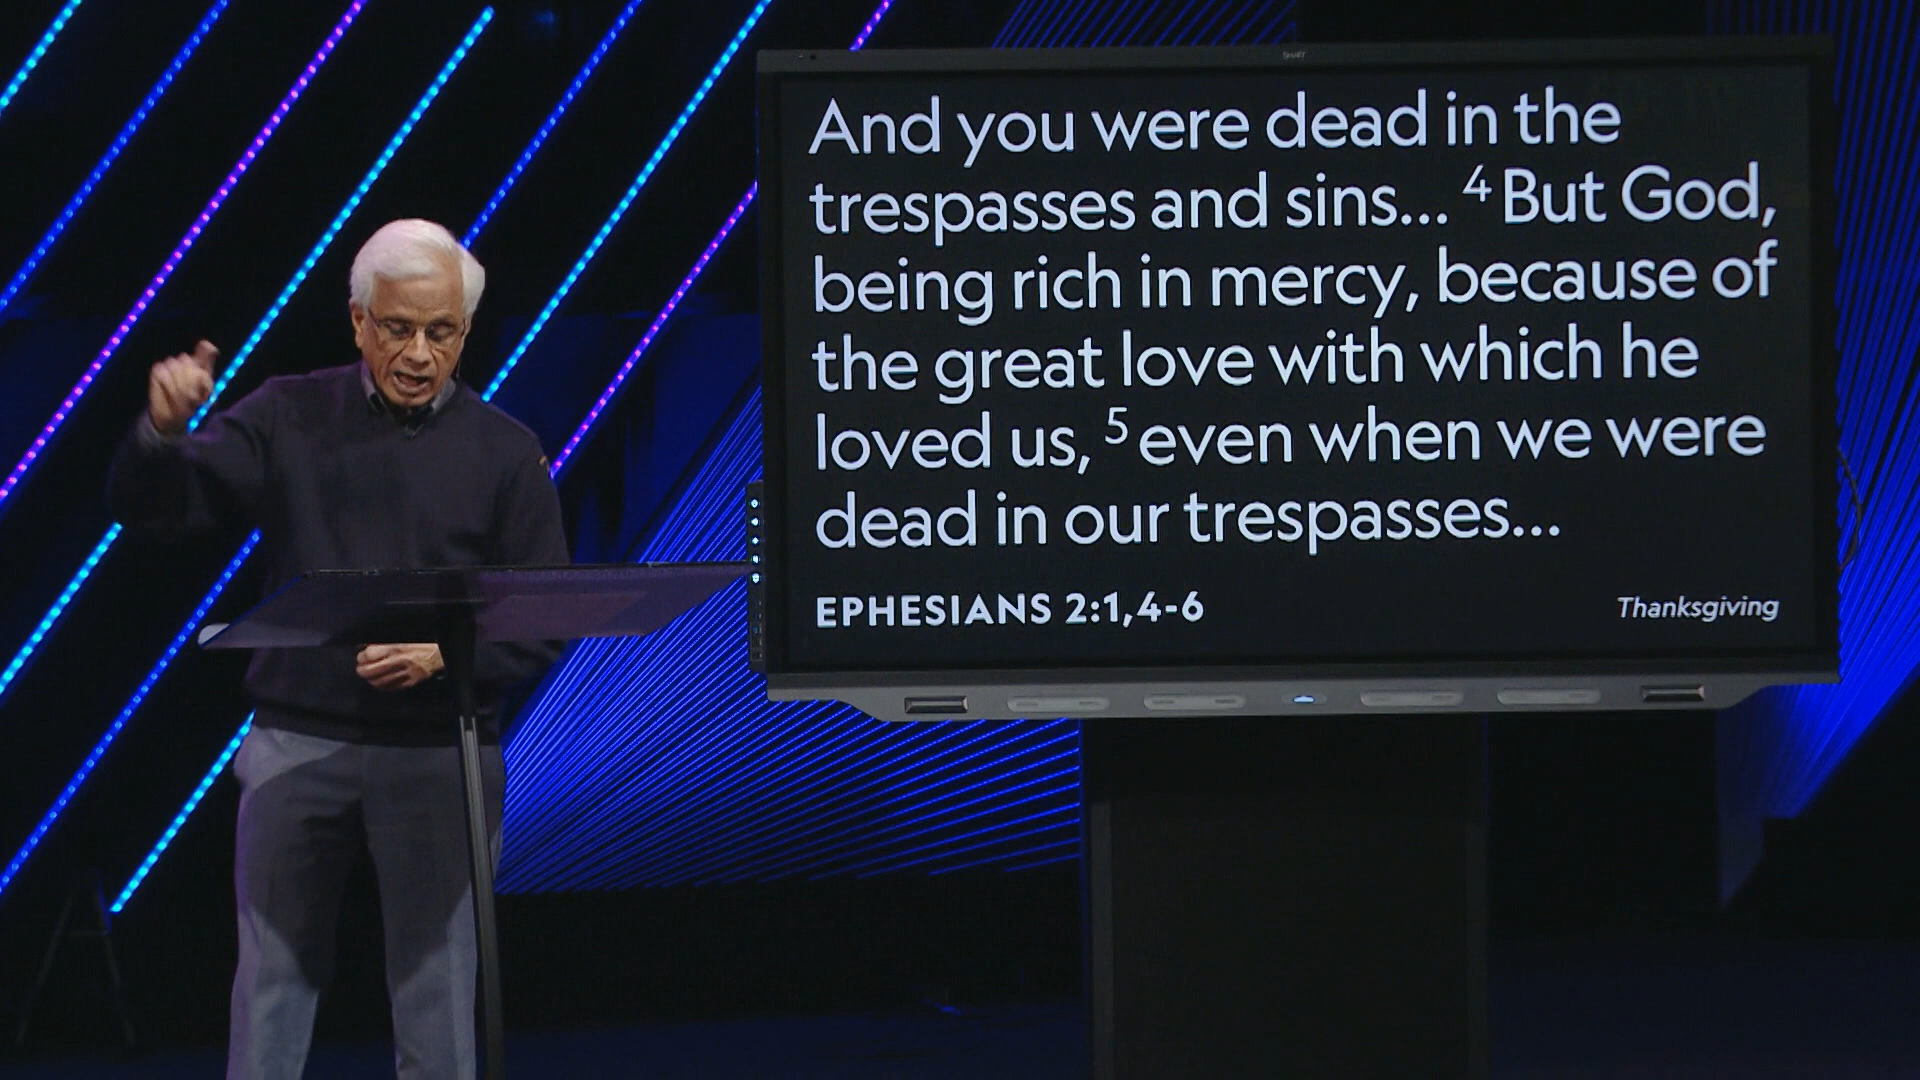 SMART
And you were dead in the
trespasses and sins... ⁴ But God,
being rich in mercy, because of
the great love with which he
loved us, ⁵ even when we were
dead in our trespasses...
EPHESIANS 2:1,4-6
Thanksgiving